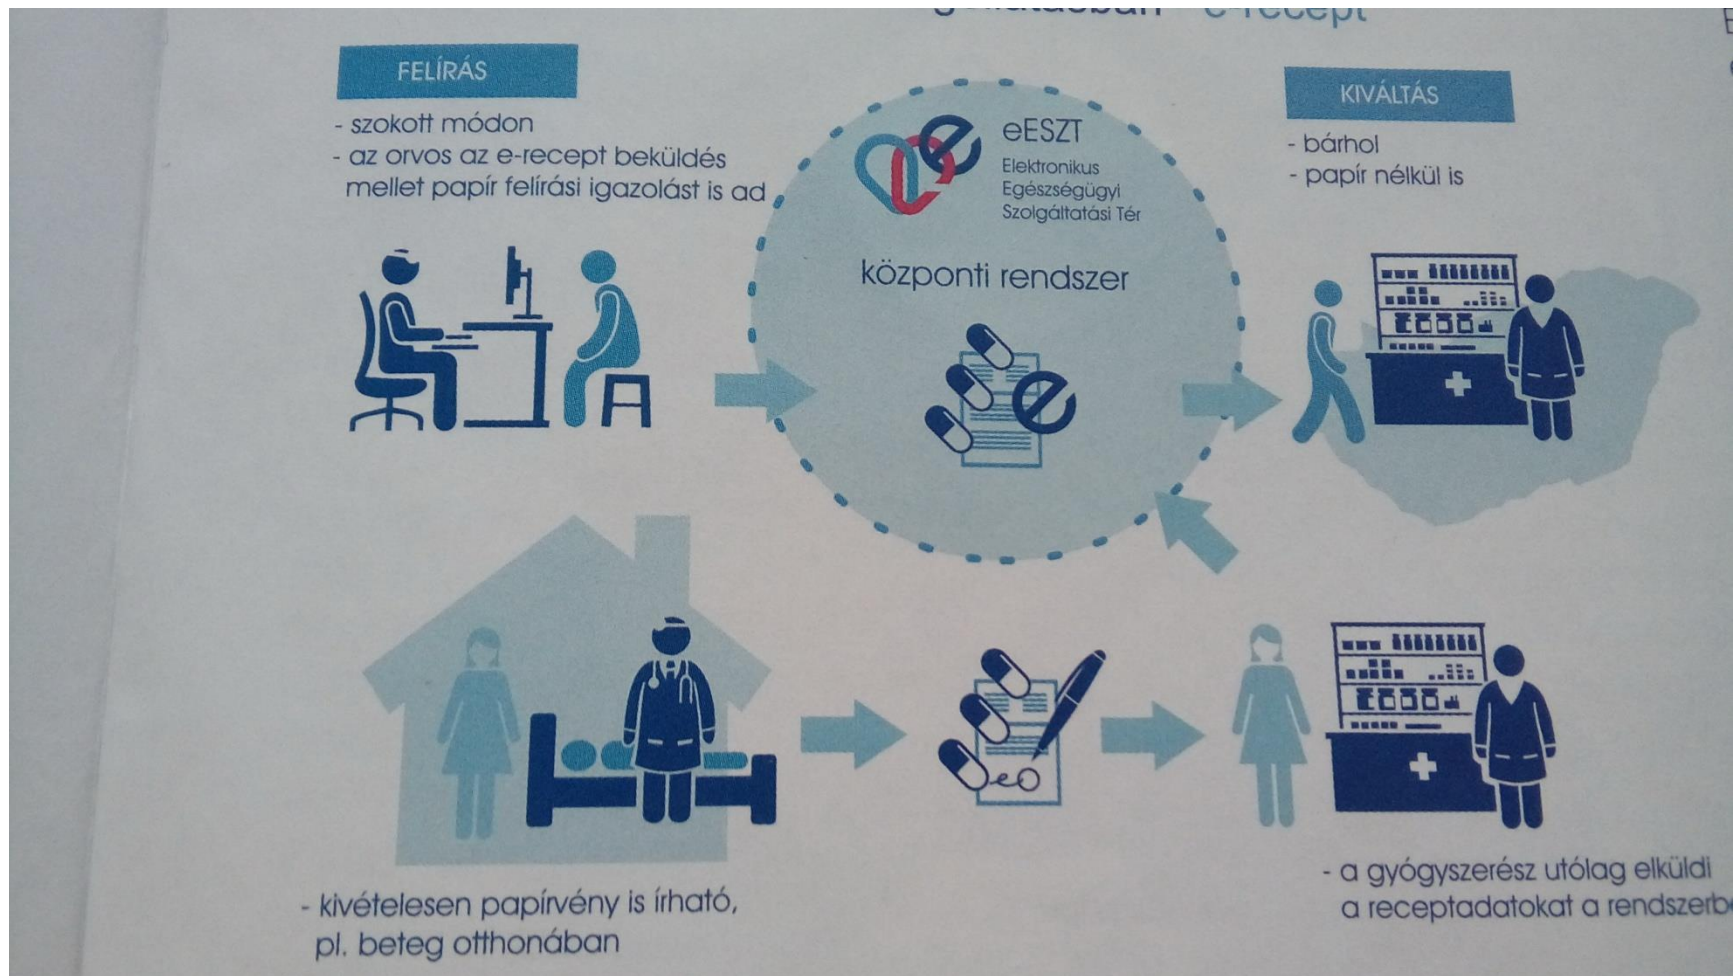 e-recept
FELÍRÁS
- szokott módon
- az orvos az e-recept beküldés
mellet papír felírási igazolást is ad
eESZT
Elektronikus
Egészségügyi
Szolgáltatási Tér
központi rendszer
KIVÁLTÁS
- bárhol
- papír nélkül is
- kivételesen papírvény is írható,
pl. beteg otthonában
- a gyógyszerész utólag elküldi
a receptadatokat a